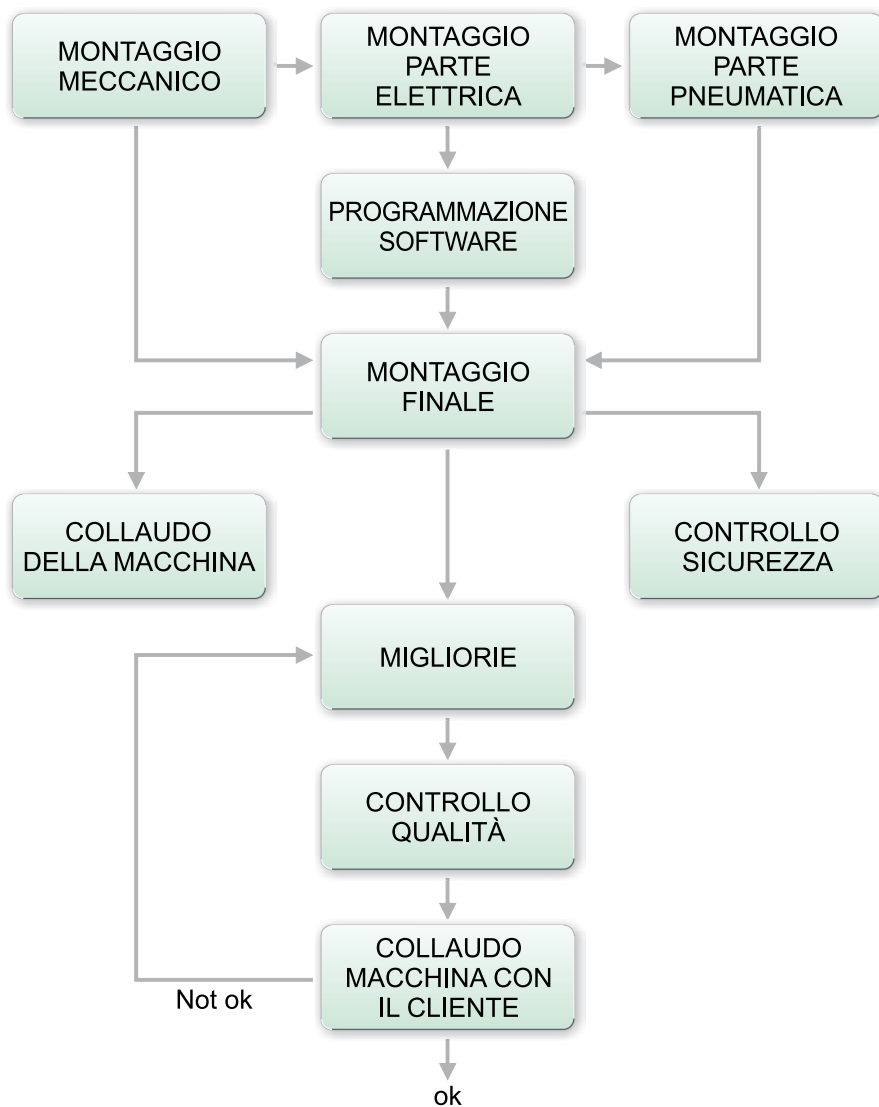 MONTAGGIO
MECCANICO
MONTAGGIO
PARTE
ELETTRICA
MONTAGGIO
PARTE
PNEUMATICA
PROGRAMMAZIONE
SOFTWARE
MONTAGGIO
FINALE
COLLAUDO
DELLA MACCHINA
CONTROLLO
SICUREZZA
MIGLIORIE
CONTROLLO
QUALITÀ
COLLAUDO
MACCHINA CON
IL CLIENTE
Not ok
ok